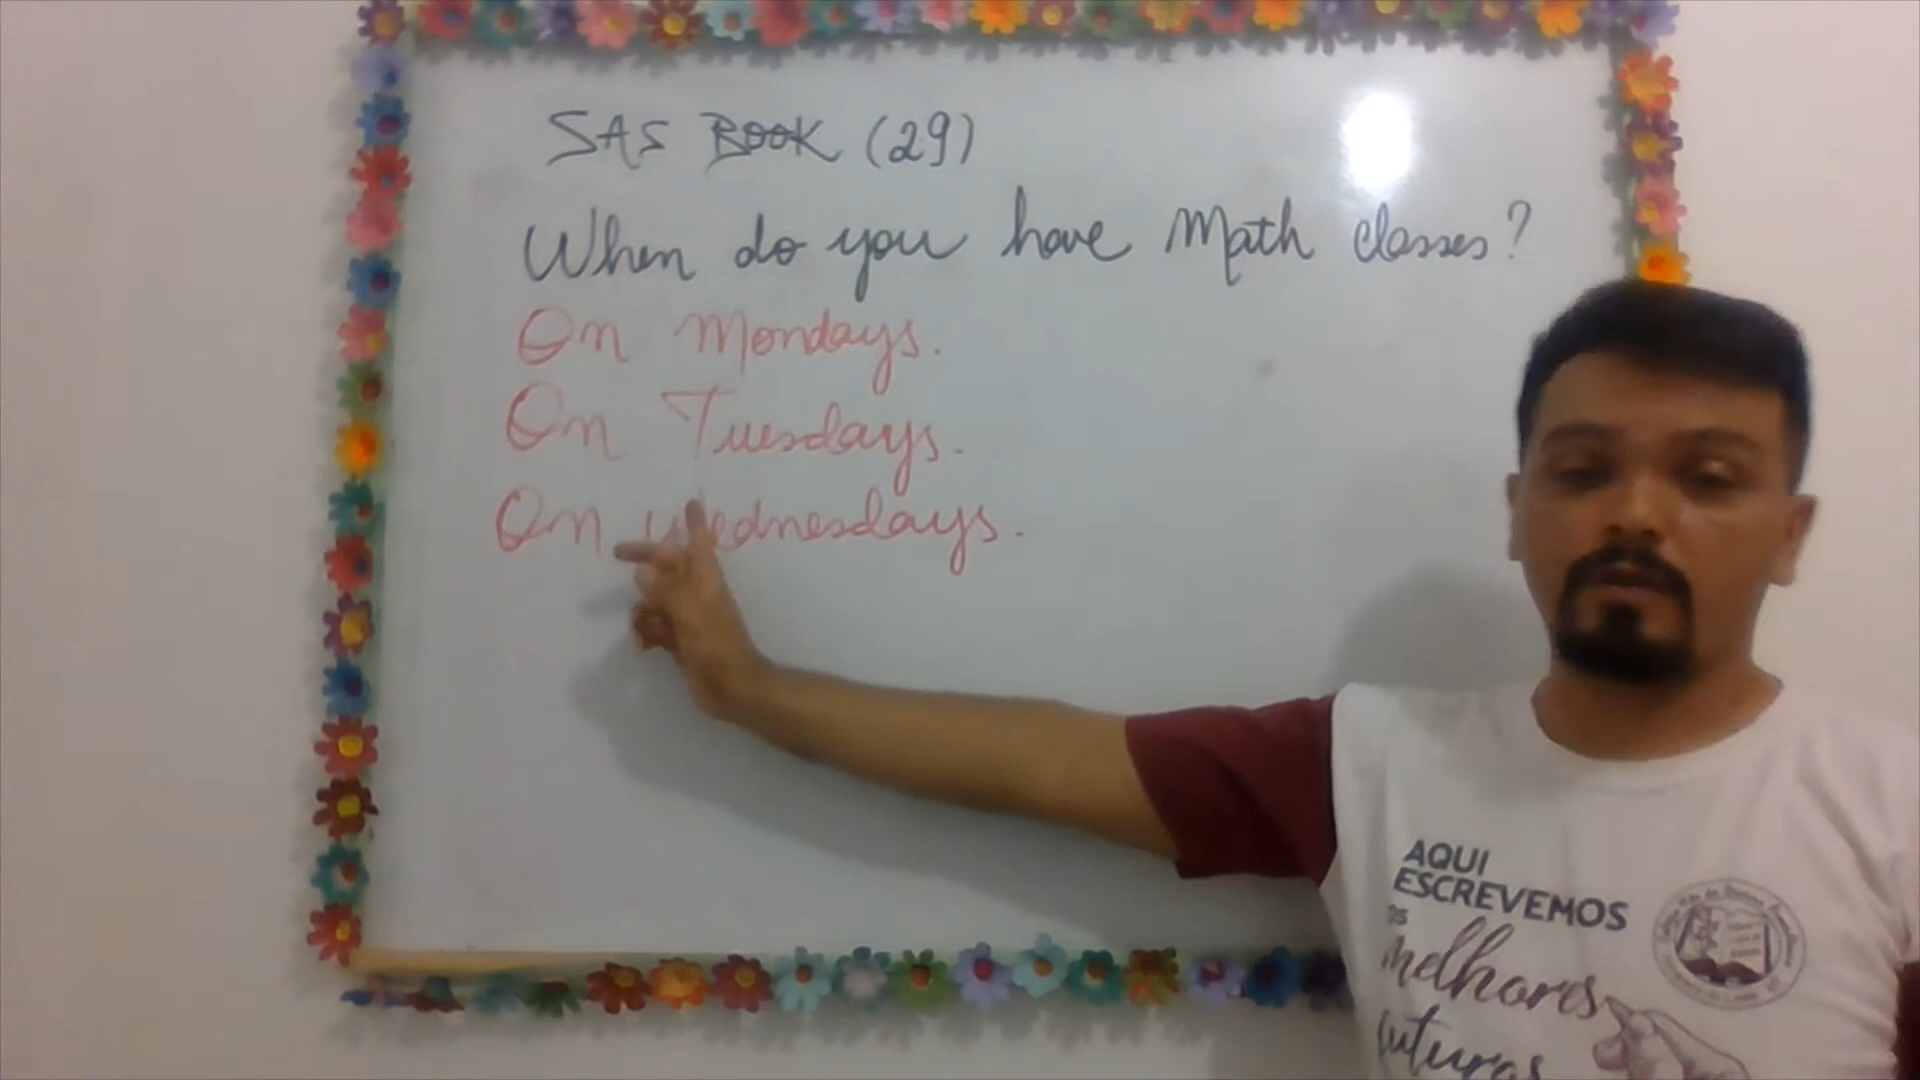 SAS BOOK (29)
When do you have Math classes?
On Mondays.
On Tuesdays.
On Wednesdays.
AQUI
ESCREVEMOS
os
melhores
futuros